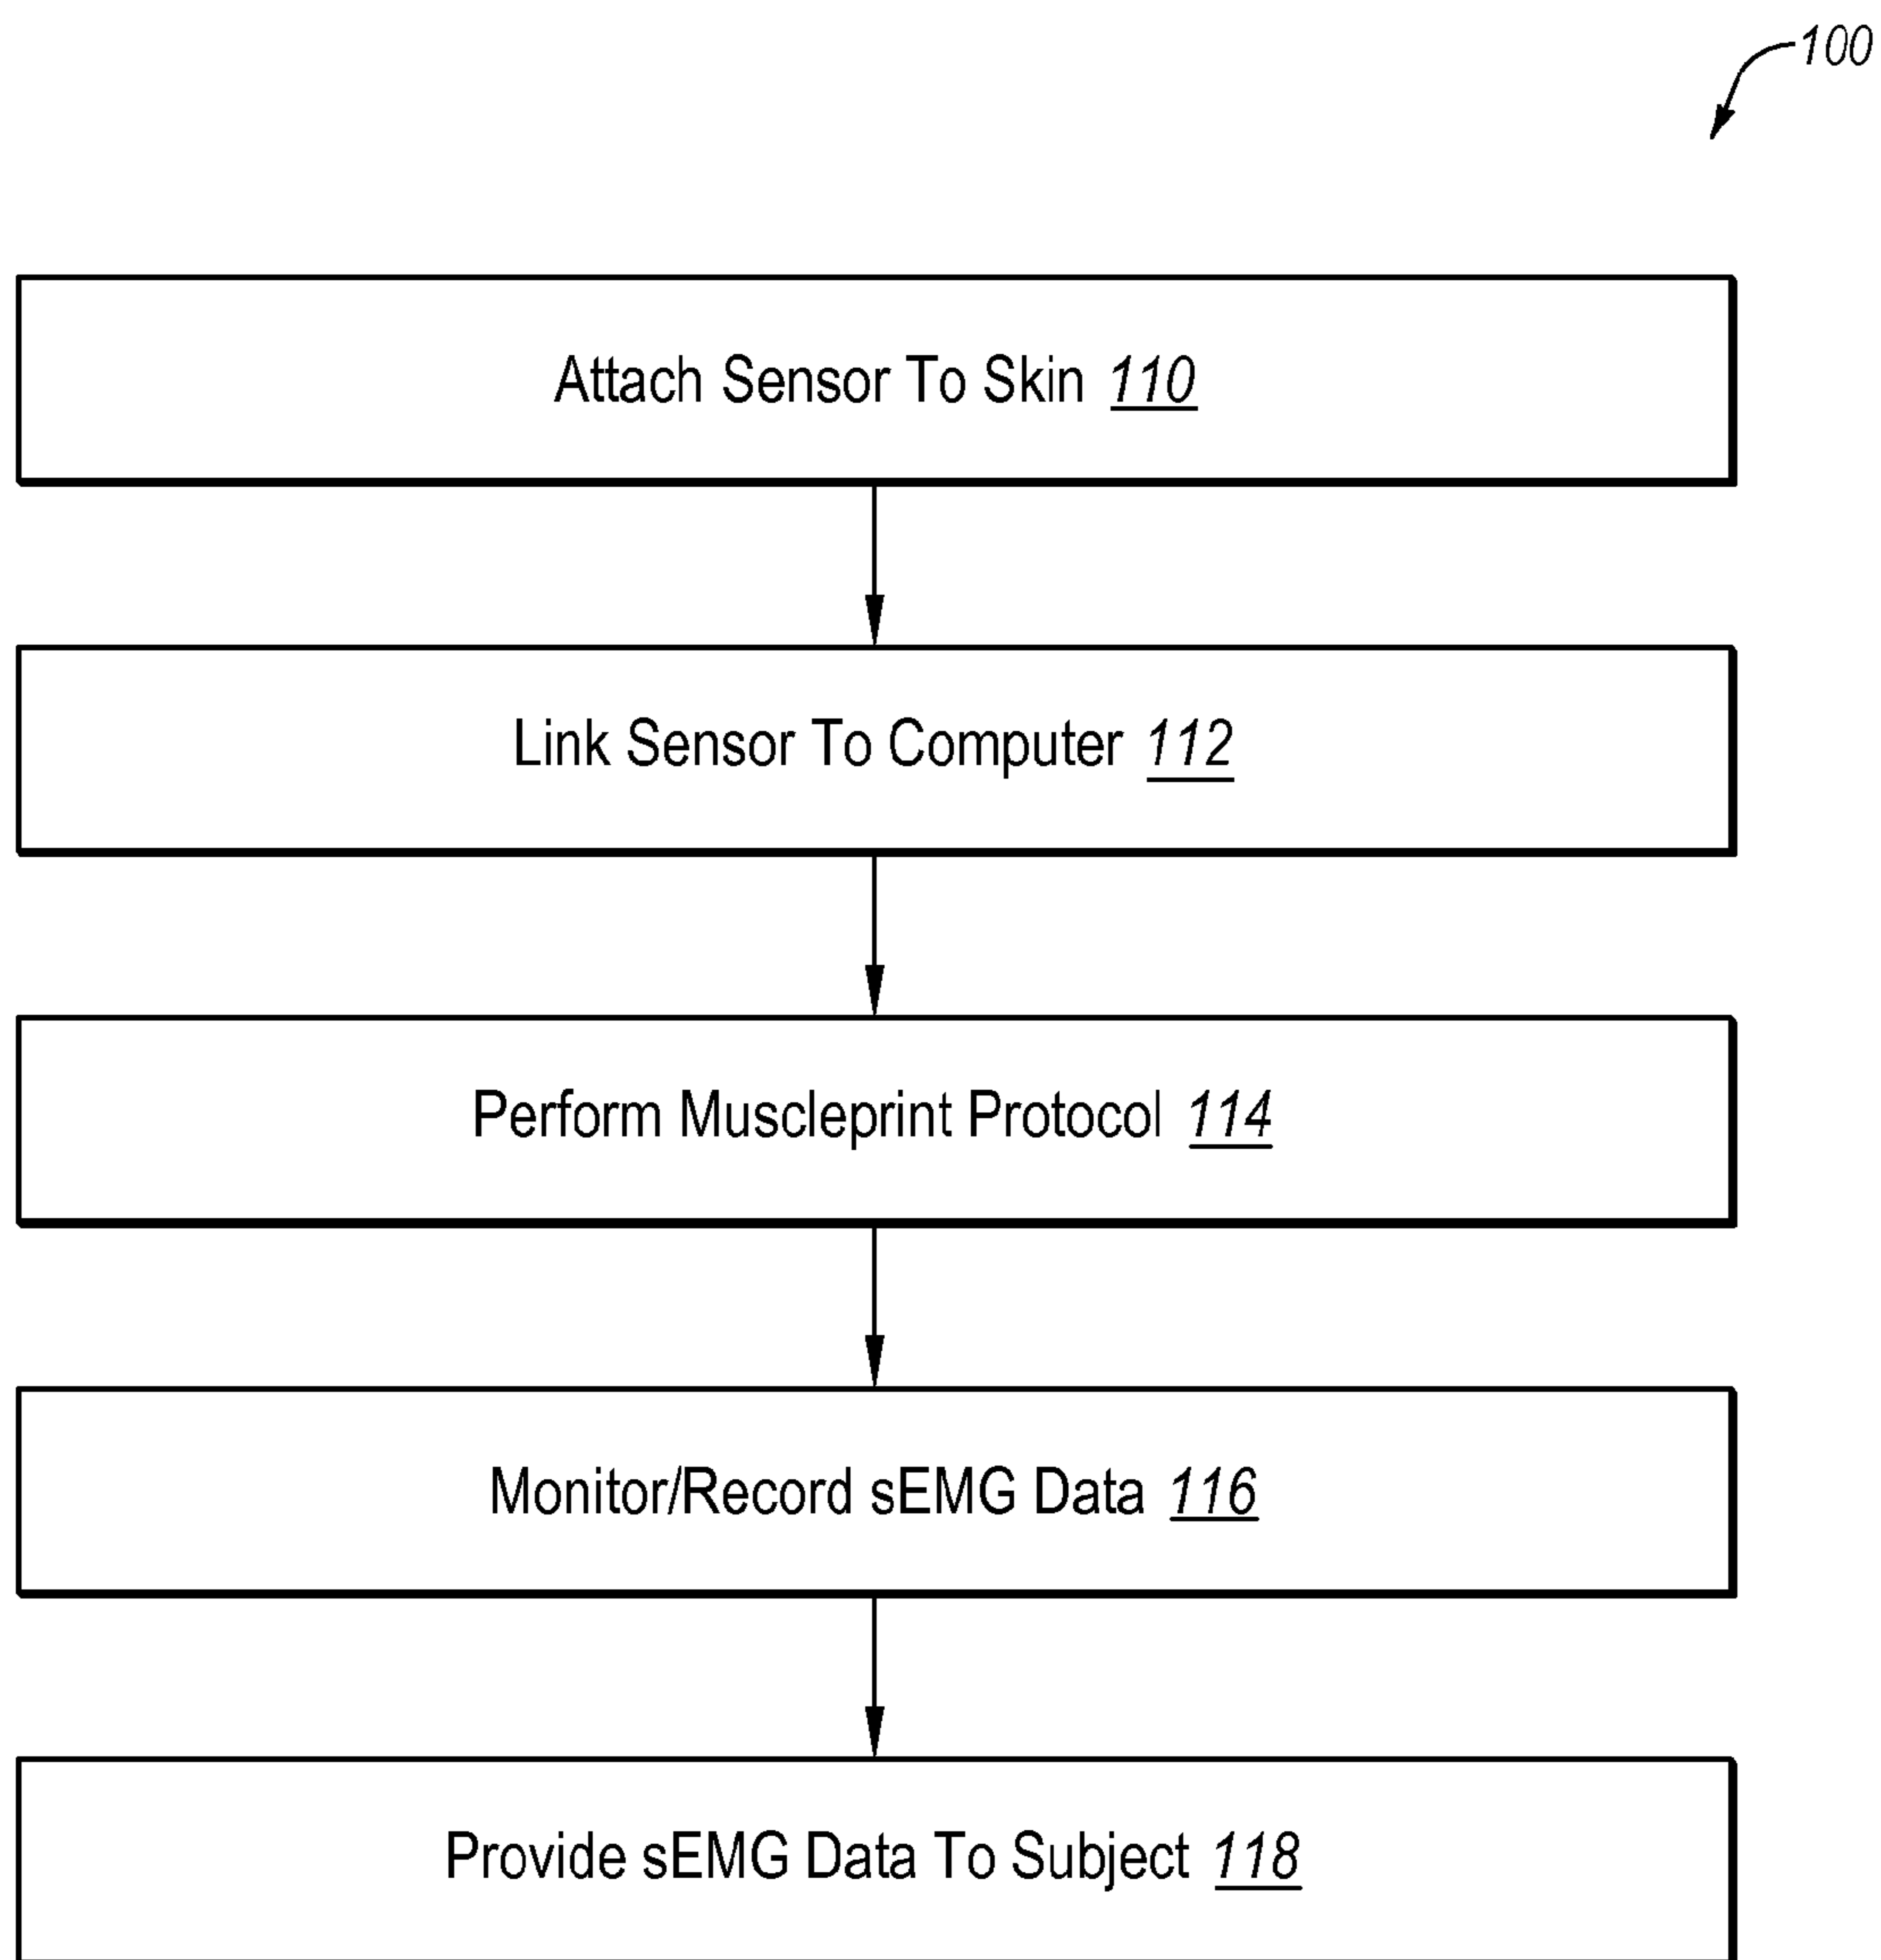 100
Attach Sensor To Skin 110
Link Sensor To Computer 112
Perform Muscleprint Protocol 114
Monitor/Record sEMG Data 116
Provide sEMG Data To Subject 118